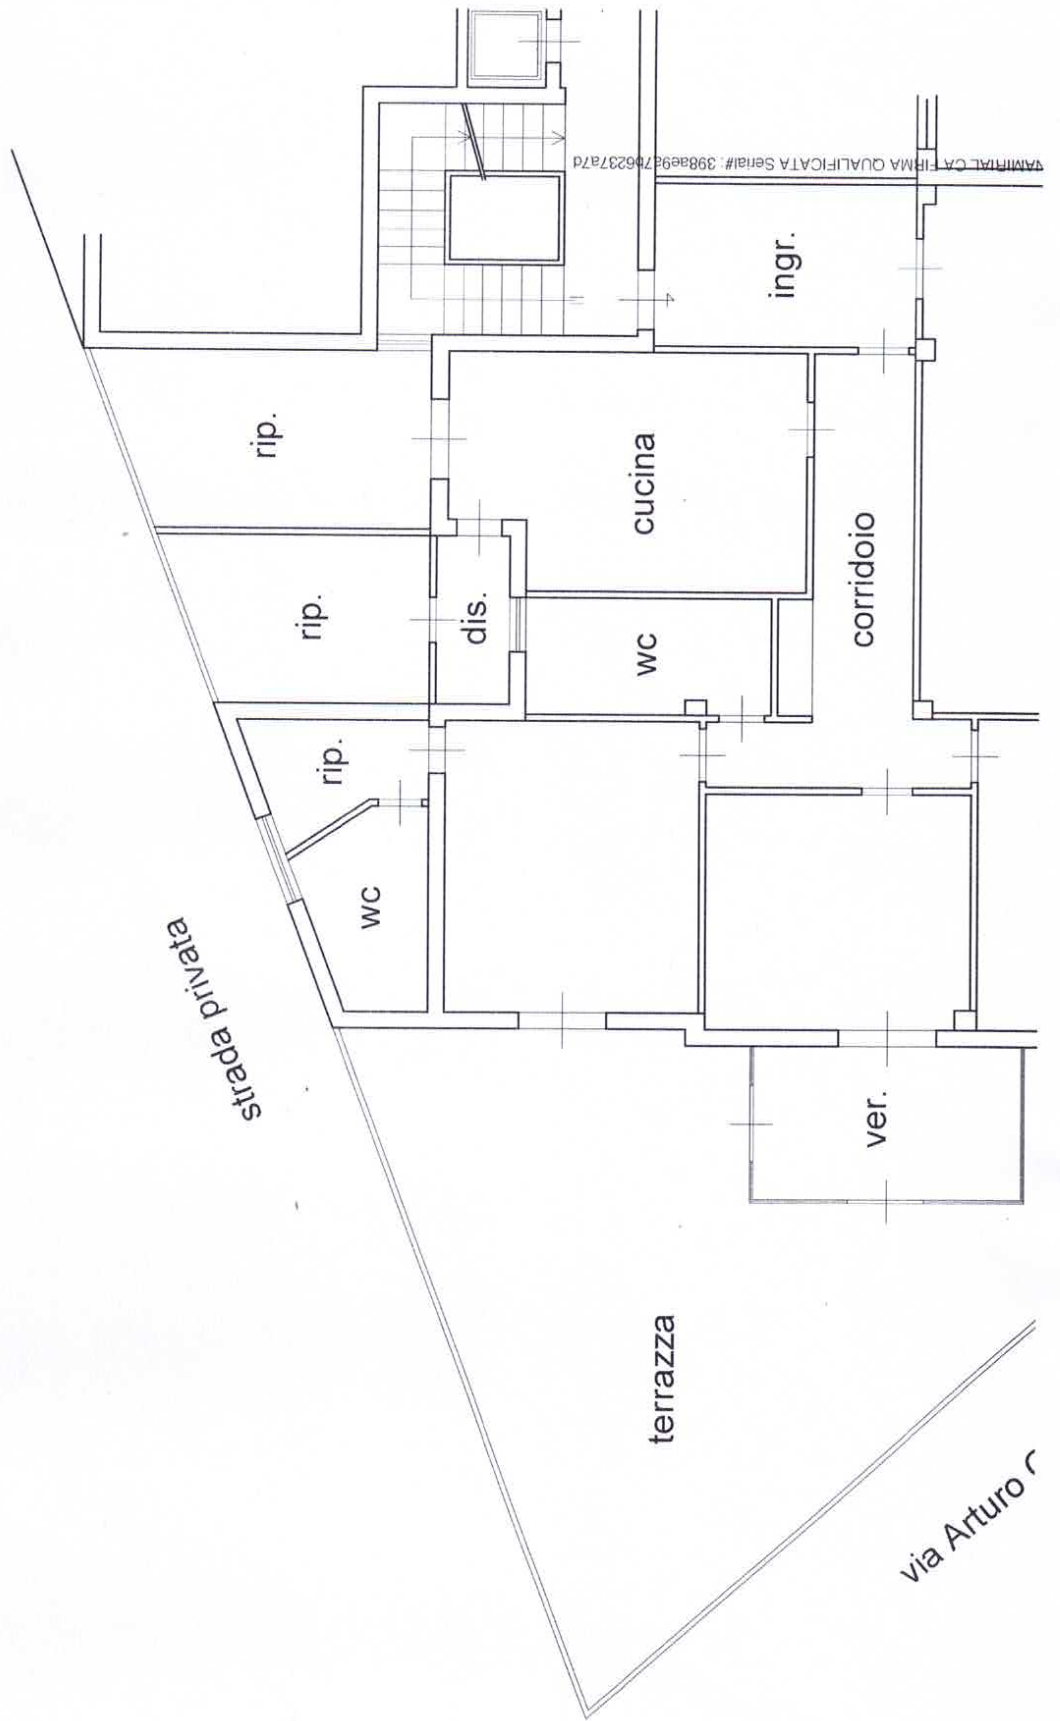 strada privata
rip.
wc
rip.
dis.
rip.
wc
cucina
corridoio
ingr.
ver.
terrazza
via Arturo
NAMIRIAL CA FIRMA QUALIFICATA Serial#: 398ae9a7b6237a7d